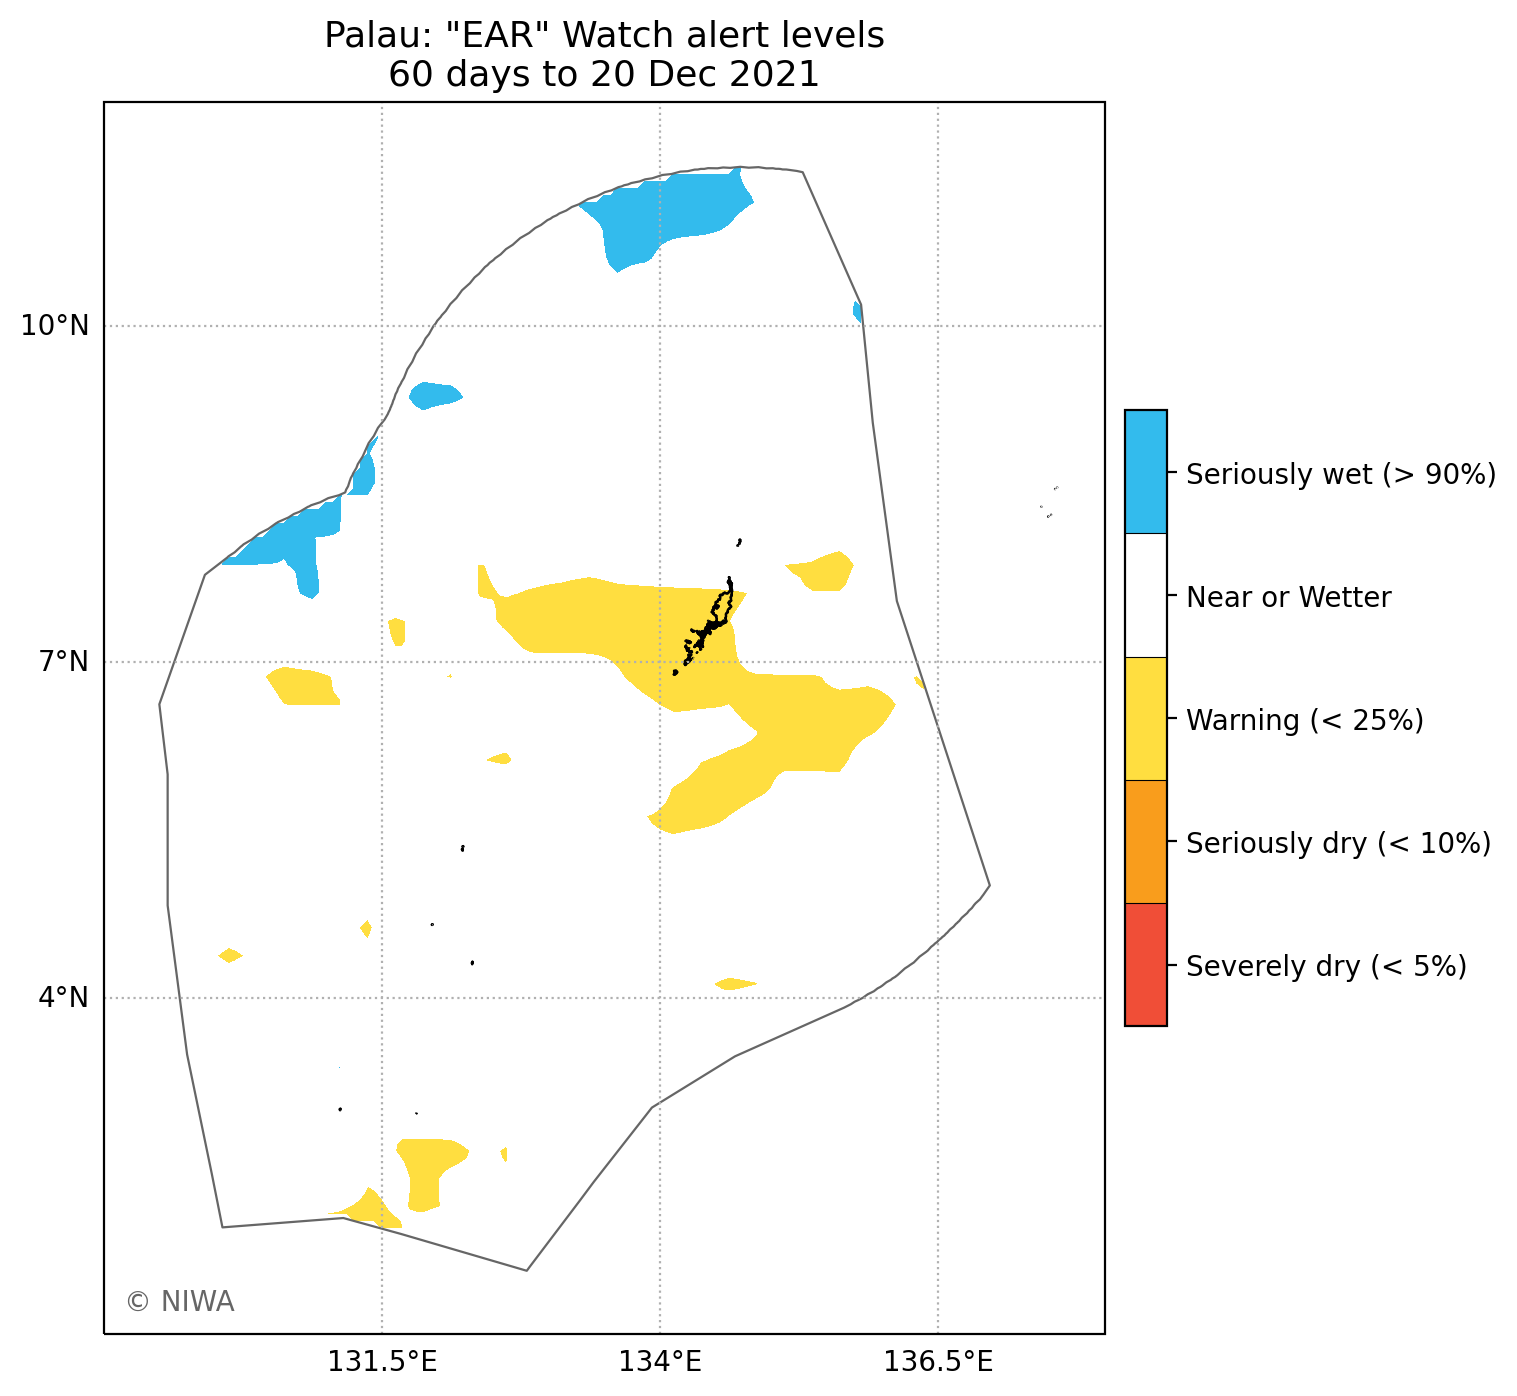 Palau: "EAR" Watch alert levels
60 days to 20 Dec 2021
10°N
7°N
4°N
131.5°E
134°E
136.5°E
Seriously wet (> 90%)
Near or Wetter
Warning (< 25%)
Seriously dry (< 10%)
Severely dry (< 5%)
© NIWA